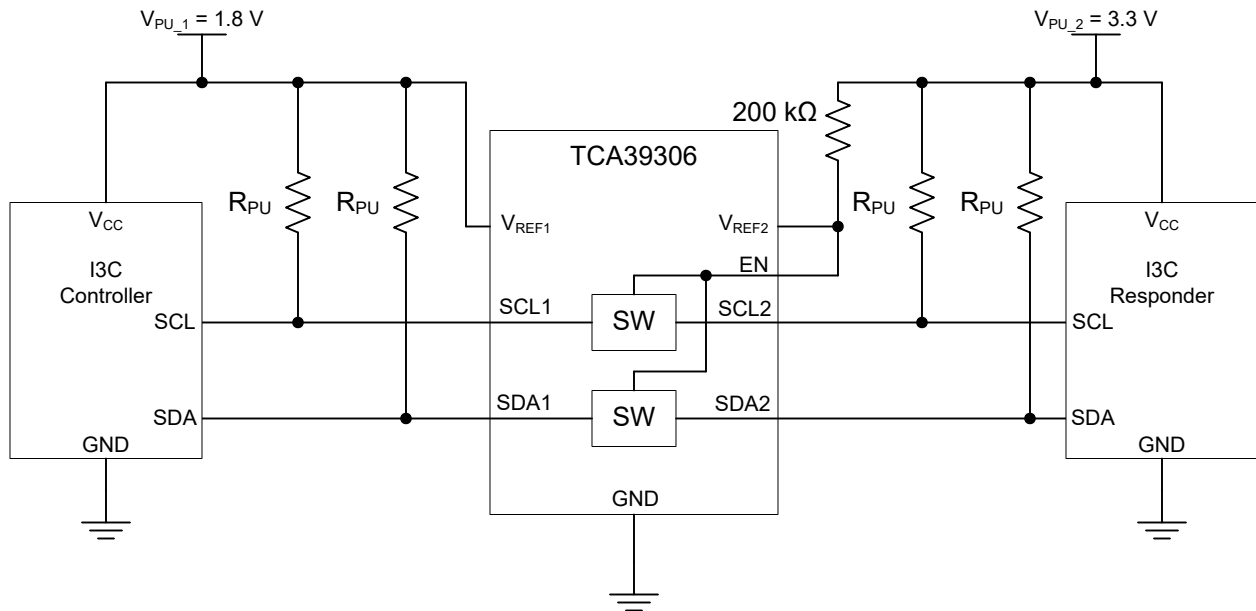 V_PU_1 = 1.8 V
V_PU_2 = 3.3 V
200 kΩ
TCA39306
R_PU
R_PU
R_PU
R_PU
V_CC
V_REF1
V_REF2
V_CC
EN
I3C
Controller
I3C
Responder
SCL
SCL1
SW
SCL2
SCL
SDA
SDA1
SW
SDA2
SDA
GND
GND
GND